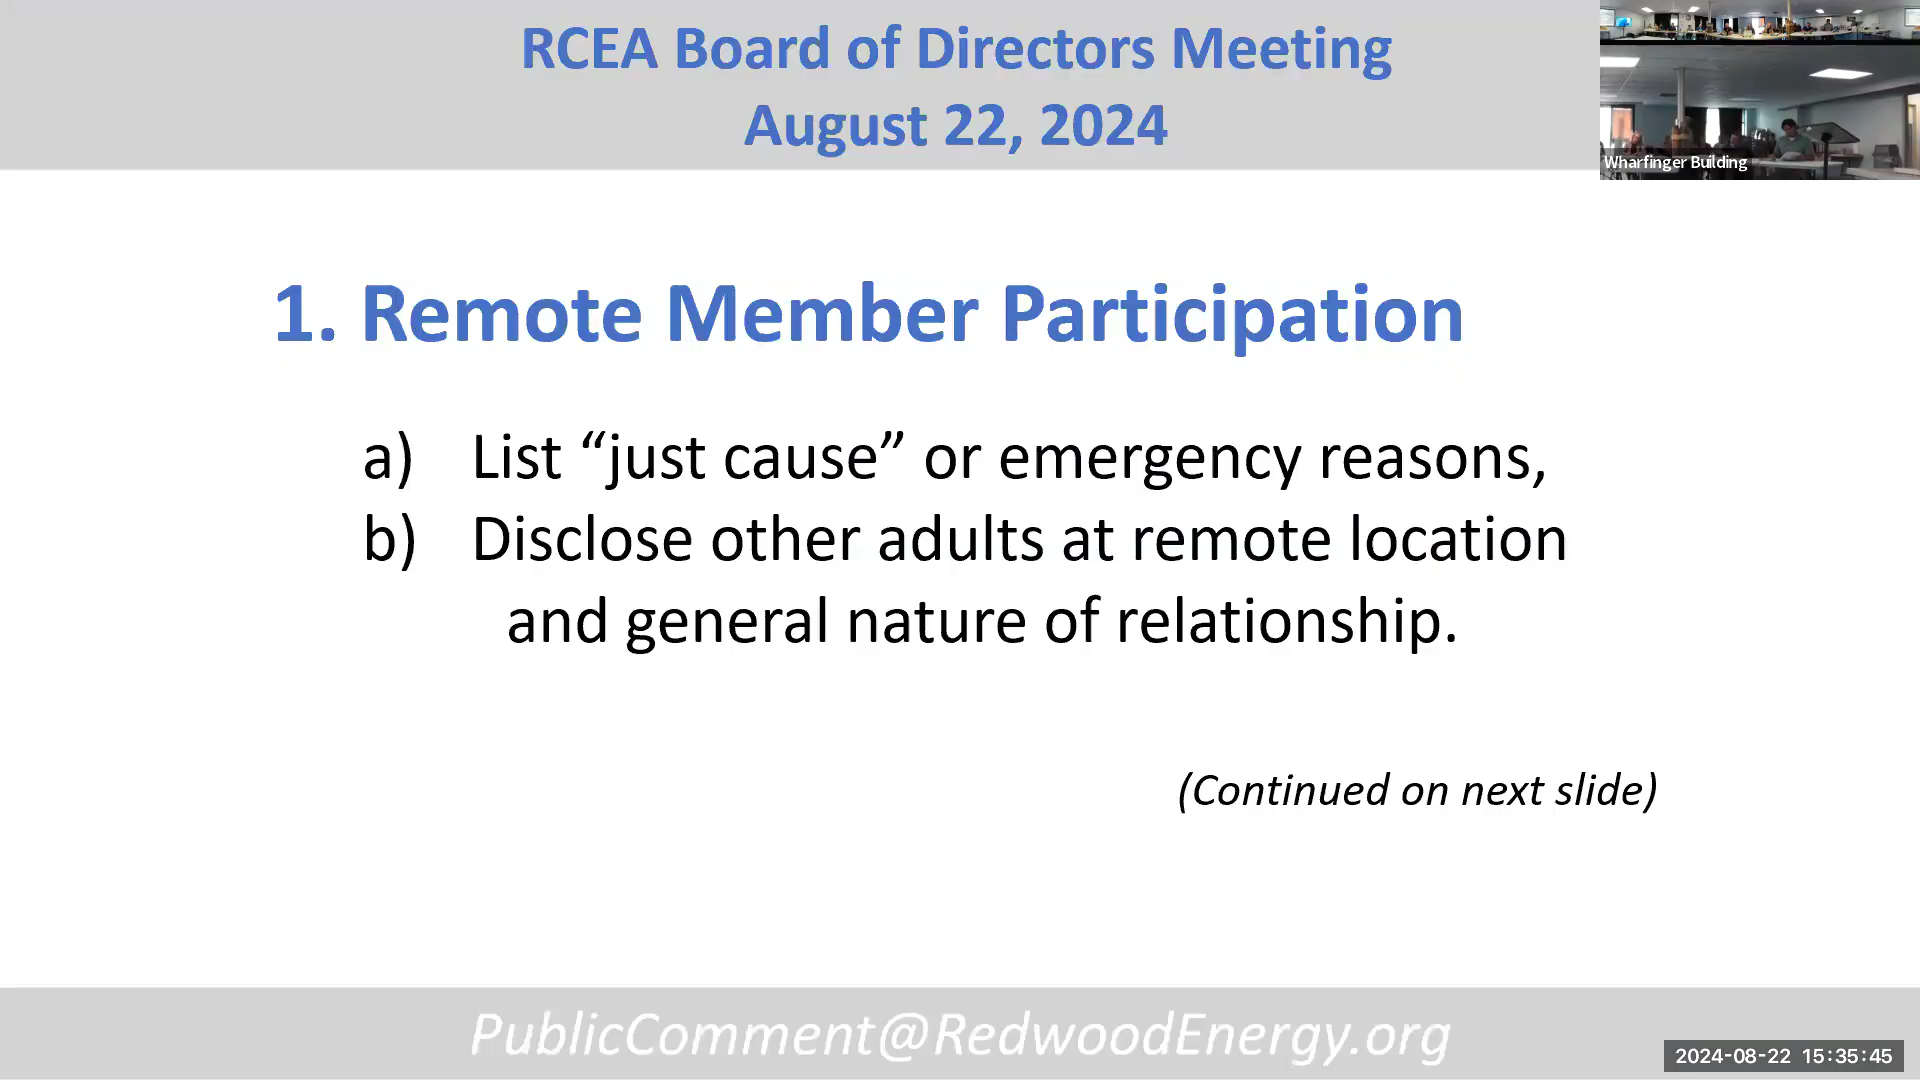 RCEA Board of Directors Meeting
August 22, 2024
Wharfinger Building
1. Remote Member Participation
a) List “just cause” or emergency reasons,
b) Disclose other adults at remote location
and general nature of relationship.
(Continued on next slide)
PublicComment@RedwoodEnergy.org
2024-08-22 15:35:45